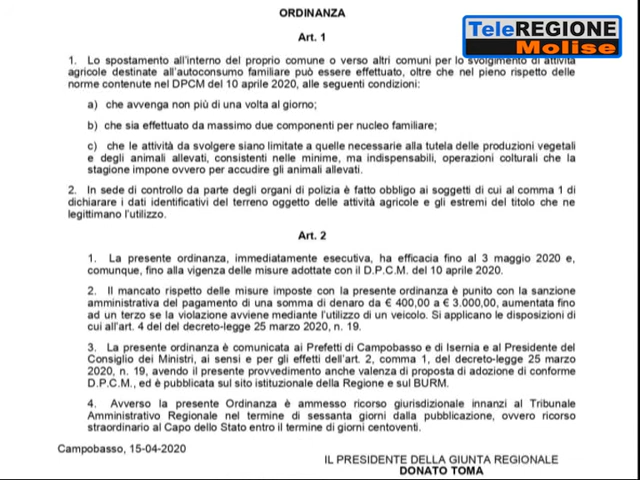 ORDINANZA
TeleREGIONE
Molise
Art. 1
1. Lo spostamento all'interno del proprio comune o verso altri comuni per lo svolgimento di attività
agricole destinate all'autoconsumo familiare può essere effettuato, oltre che nel pieno rispetto delle
norme contenute nel DPCM del 10 aprile 2020, alle seguenti condizioni:
a) che avvenga non più di una volta al giorno;
b) che sia effettuato da massimo due componenti per nucleo familiare;
c) che le attività da svolgere siano limitate a quelle necessarie alla tutela delle produzioni vegetali
e degli animali allevati, consistenti nelle minime, ma indispensabili, operazioni colturali che la
stagione impone ovvero per accudire gli animali allevati.
2. In sede di controllo da parte degli organi di polizia è fatto obbligo ai soggetti di cui al comma 1 di
dichiarare i dati identificativi del terreno oggetto delle attività agricole e gli estremi del titolo che ne
legittimano l'utilizzo.
Art. 2
1. La presente ordinanza, immediatamente esecutiva, ha efficacia fino al 3 maggio 2020 e,
comunque, fino alla vigenza delle misure adottate con il D.P.C.M. del 10 aprile 2020.
2. Il mancato rispetto delle misure imposte con la presente ordinanza è punito con la sanzione
amministrativa del pagamento di una somma di denaro da € 400,00 a € 3.000,00, aumentata fino
ad un terzo se la violazione avviene mediante l'utilizzo di un veicolo. Si applicano le disposizioni di
cui all'art. 4 del del decreto-legge 25 marzo 2020, n. 19.
3. La presente ordinanza è comunicata ai Prefetti di Campobasso e di Isernia e al Presidente del
Consiglio dei Ministri, ai sensi e per gli effetti dell'art. 2, comma 1, del decreto-legge 25 marzo
2020, n. 19, avendo il presente provvedimento anche valenza di proposta di adozione di conforme
D.P.C.M., ed è pubblicata sul sito istituzionale della Regione e sul BURM.
4. Avverso la presente Ordinanza è ammesso ricorso giurisdizionale innanzi al Tribunale
Amministrativo Regionale nel termine di sessanta giorni dalla pubblicazione, ovvero ricorso
straordinario al Capo dello Stato entro il termine di giorni centoventi.
Campobasso, 15-04-2020
IL PRESIDENTE DELLA GIUNTA REGIONALE
DONATO TOMA